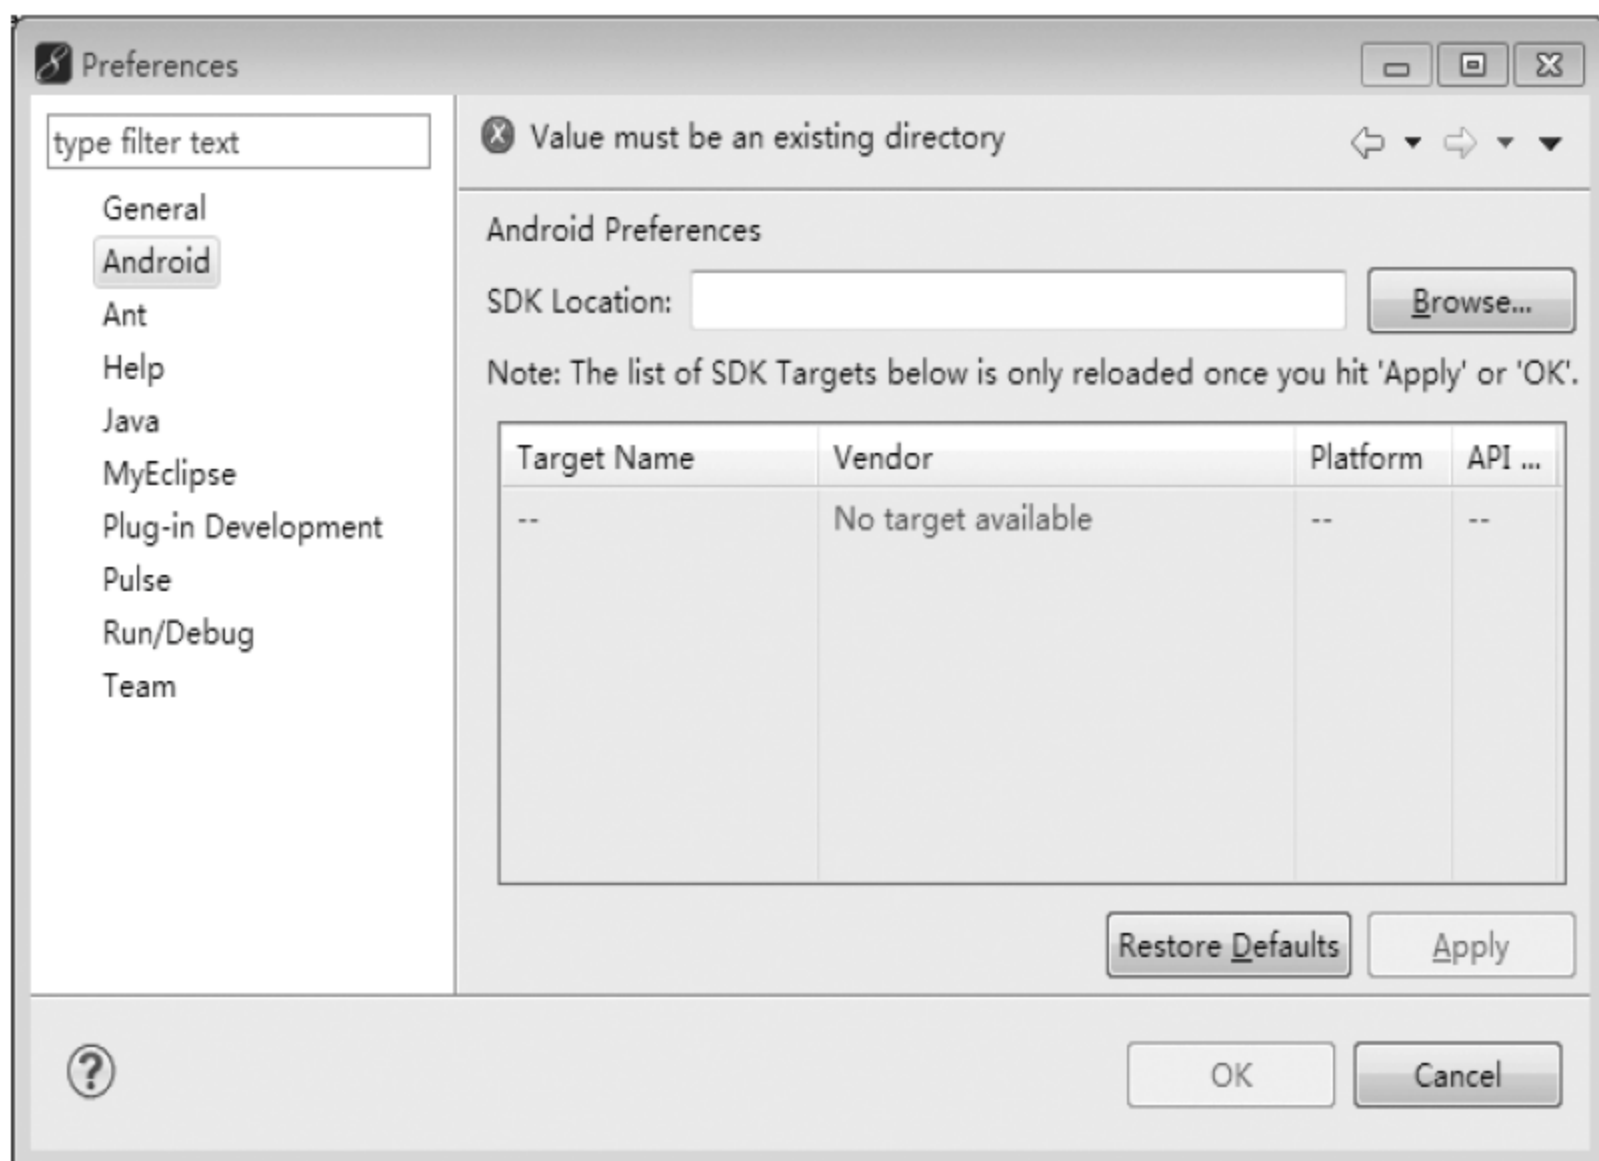 Preferences
type filter text
General
Android
Ant
Help
Java
MyEclipse
Plug-in Development
Pulse
Run/Debug
Team
Value must be an existing directory
Android Preferences
SDK Location:
Browse...
Note: The list of SDK Targets below is only reloaded once you hit 'Apply' or 'OK'.
Target Name Vendor Platform API ...
-- No target available -- --
Restore Defaults Apply
OK Cancel